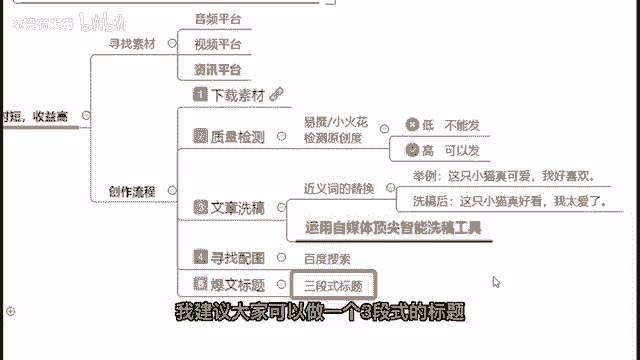 bilibili
音频平台
寻找素材
视频平台
资讯平台
时短，收益高
1 下载素材
易撰/小火花
检测原创度
低 不能发
2 质量检测
高 可以发
创作流程
举例：这只小猫真可爱，我好喜欢。
近义词的替换
洗稿后：这只小猫真好看，我太爱了。
3 文章洗稿
运用自媒体顶尖智能洗稿工具
4 寻找配图
百度搜索
5 爆文标题
三段式标题
我建议大家可以做一个3段式的标题